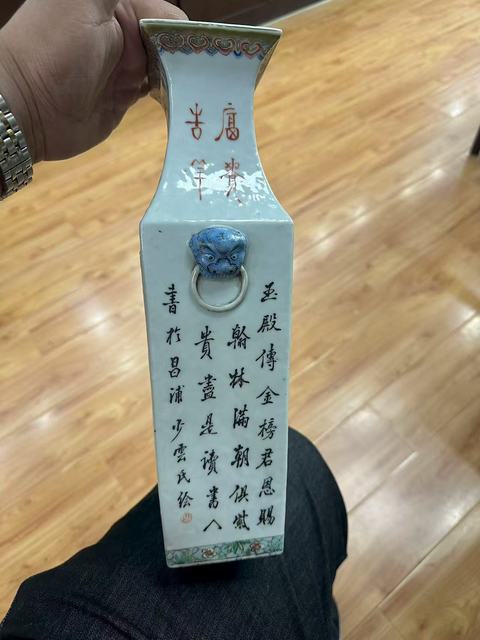 富貴
吉羊
玉殿傳金榜君恩賜
翰林滿朝俱紫
貴盡是讀書人
書於昌浦少雲氏繪